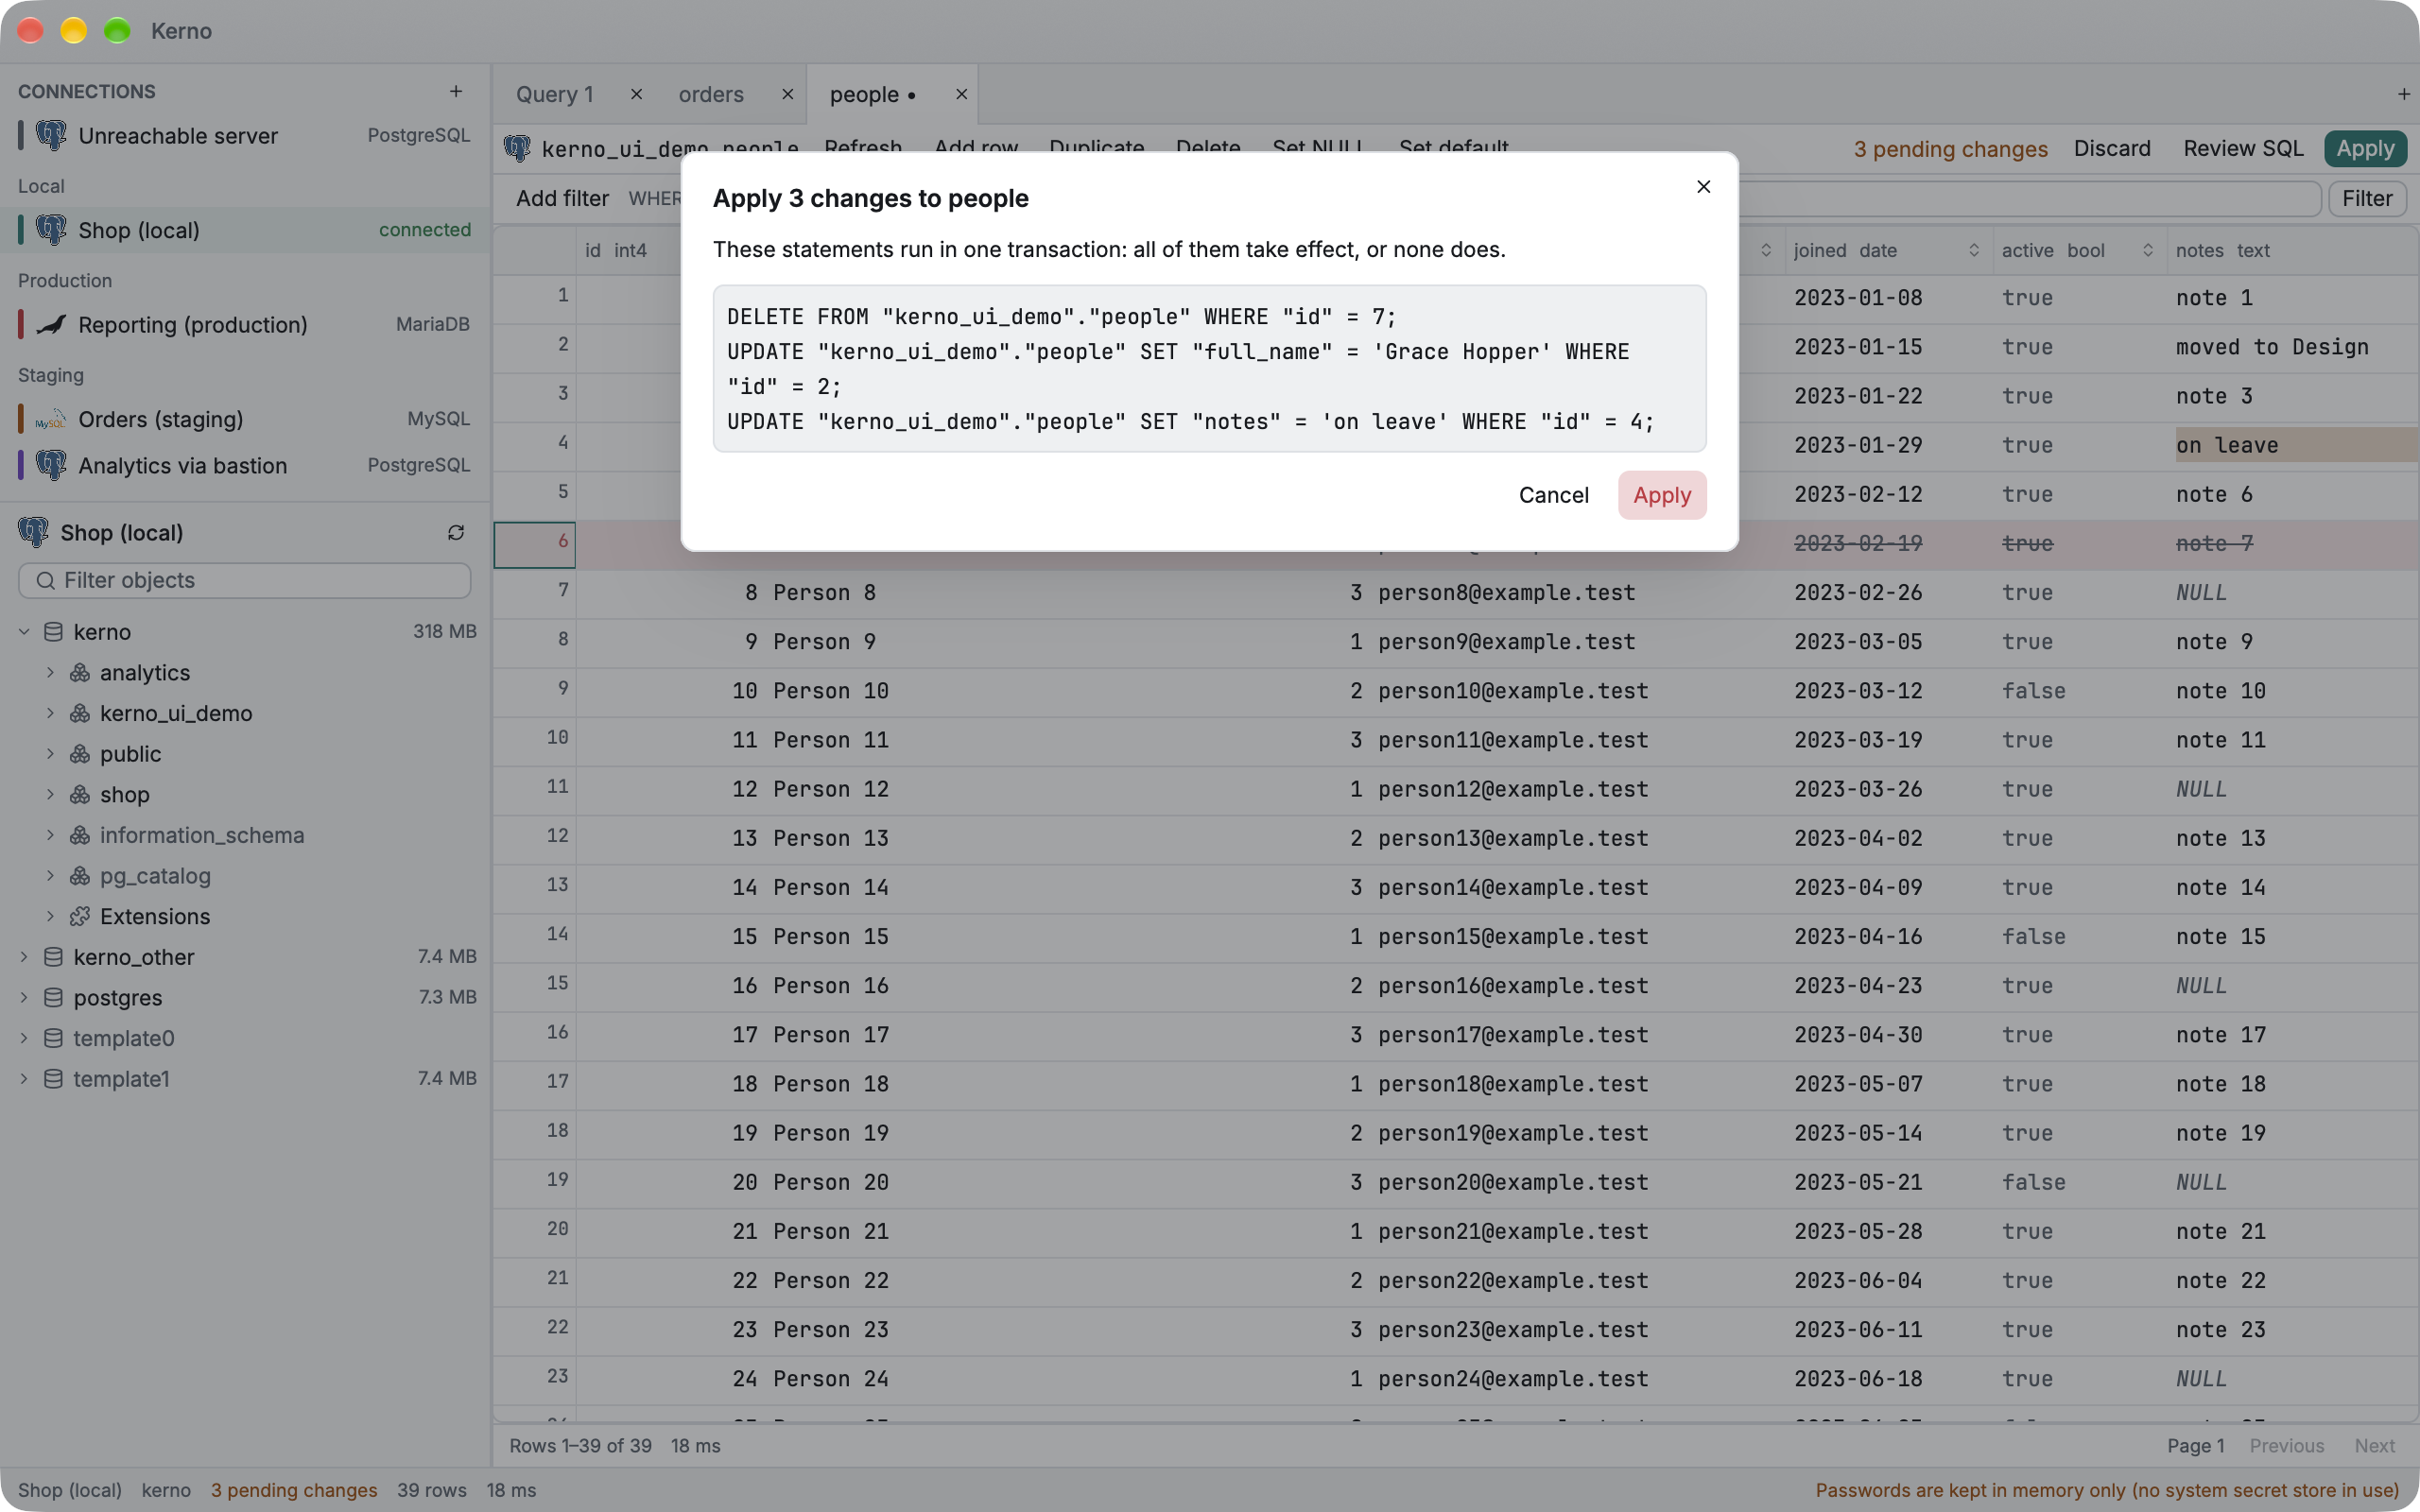 Kerno
CONNECTIONS
Unreachable server PostgreSQL
Local
Shop (local) connected
Production
Reporting (production) MariaDB
Staging
MySQL Orders (staging) MySQL
Analytics via bastion PostgreSQL
Shop (local)
Filter objects
kerno 318 MB
analytics
kerno_ui_demo
public
shop
information_schema
pg_catalog
Extensions
kerno_other 7.4 MB
postgres 7.3 MB
template0
template1 7.4 MB
Query 1 orders people •
kerno_ui_demo.people Refresh Add row Duplicate Delete Set NULL Set default 3 pending changes Discard Review SQL Apply
Add filter WHER Filter
Apply 3 changes to people
These statements run in one transaction: all of them take effect, or none does.
DELETE FROM "kerno_ui_demo"."people" WHERE "id" = 7;
UPDATE "kerno_ui_demo"."people" SET "full_name" = 'Grace Hopper' WHERE
"id" = 2;
UPDATE "kerno_ui_demo"."people" SET "notes" = 'on leave' WHERE "id" = 4;
Cancel Apply
id int4 joined date active bool notes text
1 2023-01-08 true note 1
2 2023-01-15 true moved to Design
3 2023-01-22 true note 3
4 2023-01-29 true on leave
5 2023-02-12 true note 6
6 2023-02-19 true note 7
7 8 Person 8 3 person8@example.test 2023-02-26 true NULL
8 9 Person 9 1 person9@example.test 2023-03-05 true note 9
9 10 Person 10 2 person10@example.test 2023-03-12 false note 10
10 11 Person 11 3 person11@example.test 2023-03-19 true note 11
11 12 Person 12 1 person12@example.test 2023-03-26 true NULL
12 13 Person 13 2 person13@example.test 2023-04-02 true note 13
13 14 Person 14 3 person14@example.test 2023-04-09 true note 14
14 15 Person 15 1 person15@example.test 2023-04-16 false note 15
15 16 Person 16 2 person16@example.test 2023-04-23 true NULL
16 17 Person 17 3 person17@example.test 2023-04-30 true note 17
17 18 Person 18 1 person18@example.test 2023-05-07 true note 18
18 19 Person 19 2 person19@example.test 2023-05-14 true note 19
19 20 Person 20 3 person20@example.test 2023-05-21 false NULL
20 21 Person 21 1 person21@example.test 2023-05-28 true note 21
21 22 Person 22 2 person22@example.test 2023-06-04 true note 22
22 23 Person 23 3 person23@example.test 2023-06-11 true note 23
23 24 Person 24 1 person24@example.test 2023-06-18 true NULL
Rows 1–39 of 39 18 ms Page 1 Previous Next
Shop (local) kerno 3 pending changes 39 rows 18 ms Passwords are kept in memory only (no system secret store in use)